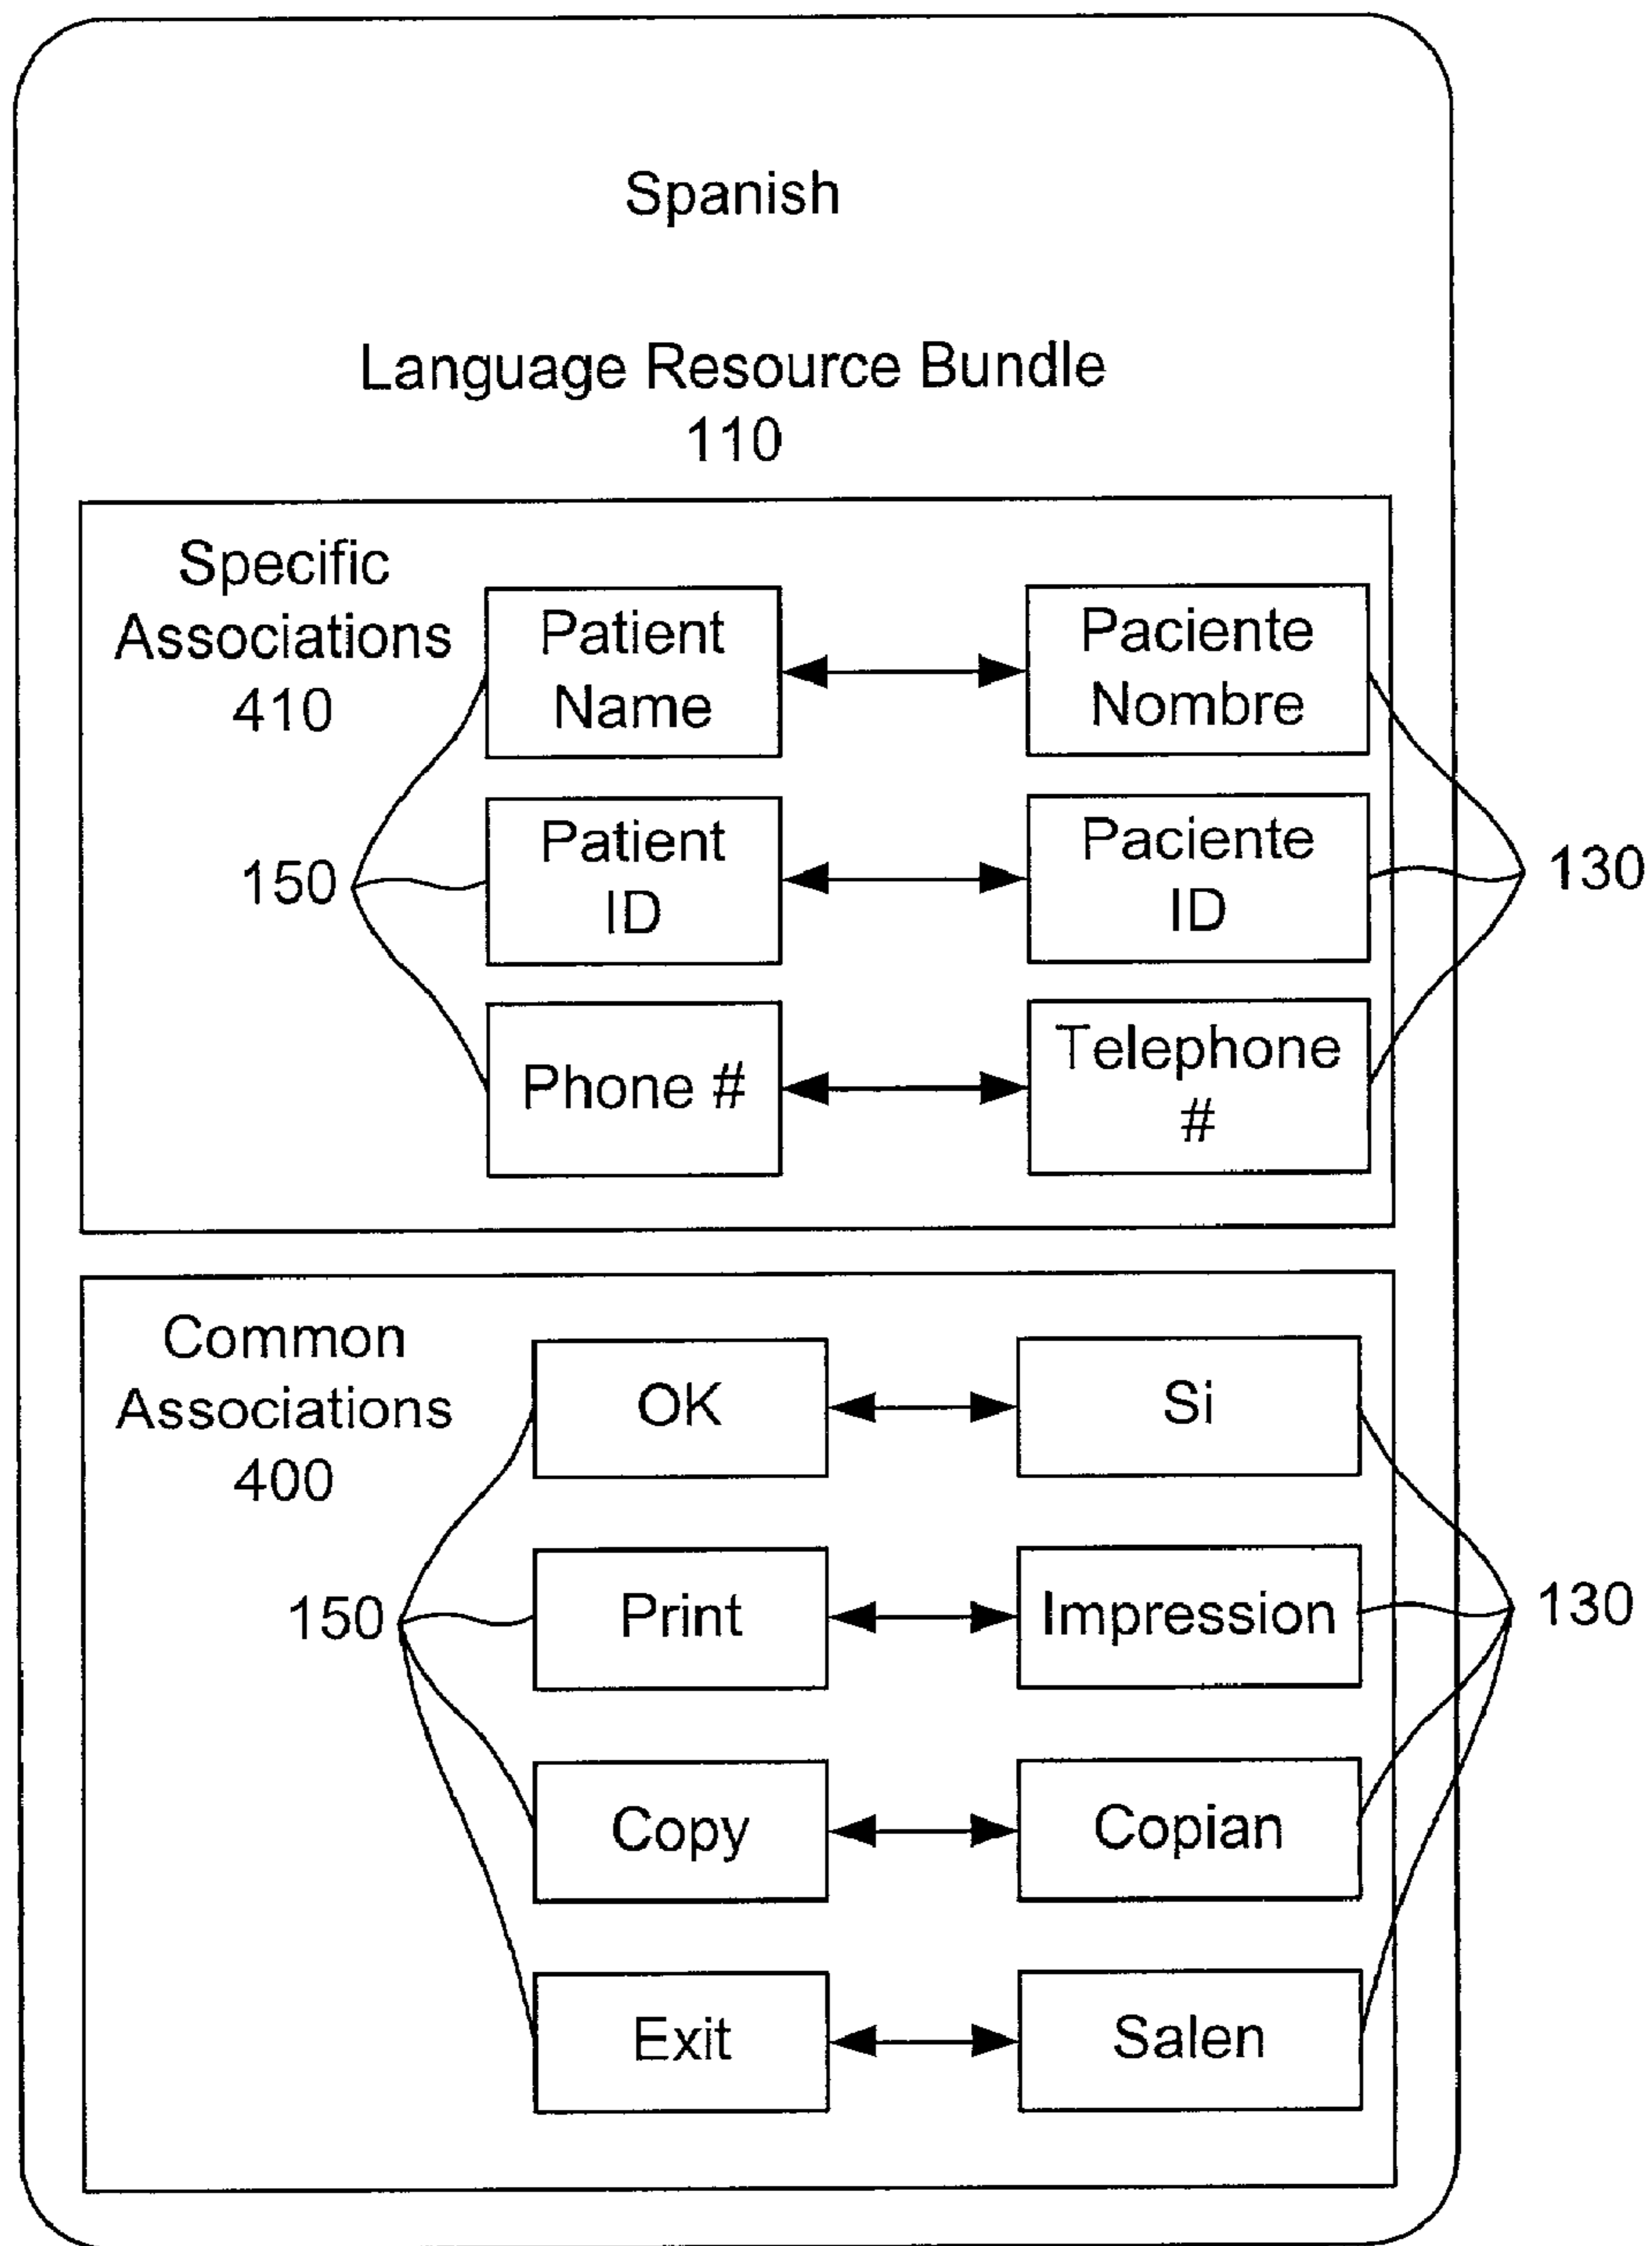 Spanish
Language Resource Bundle
110
Specific
Associations
410
Patient
Name
Paciente
Nombre
150
Patient
ID
Paciente
ID
130
Phone #
Telephone
#
Common
Associations
400
OK
Si
150
Print
Impression
130
Copy
Copian
Exit
Salen